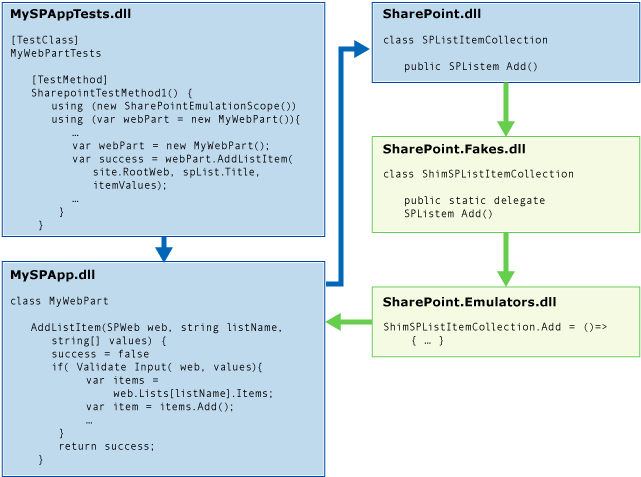 MySPAppTests.dll
[TestClass]
MyWebPartTests
[TestMethod]
SharepointTestMethod1() {
using (new SharePointEmulationScope())
using (var webPart = new MyWebPart()){
…
var webPart = new MyWebPart();
var success = webPart.AddListItem(
site.RootWeb, spList.Title,
itemValues);
…
}
}
MySPApp.dll
class MyWebPart
AddListItem(SPWeb web, string listName,
string[] values) {
success = false
if( Validate Input( web, values){
var items =
web.Lists[listName].Items;
var item = items.Add();
…
}
return success;
}
SharePoint.dll
class SPListItemCollection
public SPListem Add()
SharePoint.Fakes.dll
class ShimSPListItemCollection
public static delegate
SPListem Add()
SharePoint.Emulators.dll
ShimSPListItemCollection.Add = ()=>
{ … }